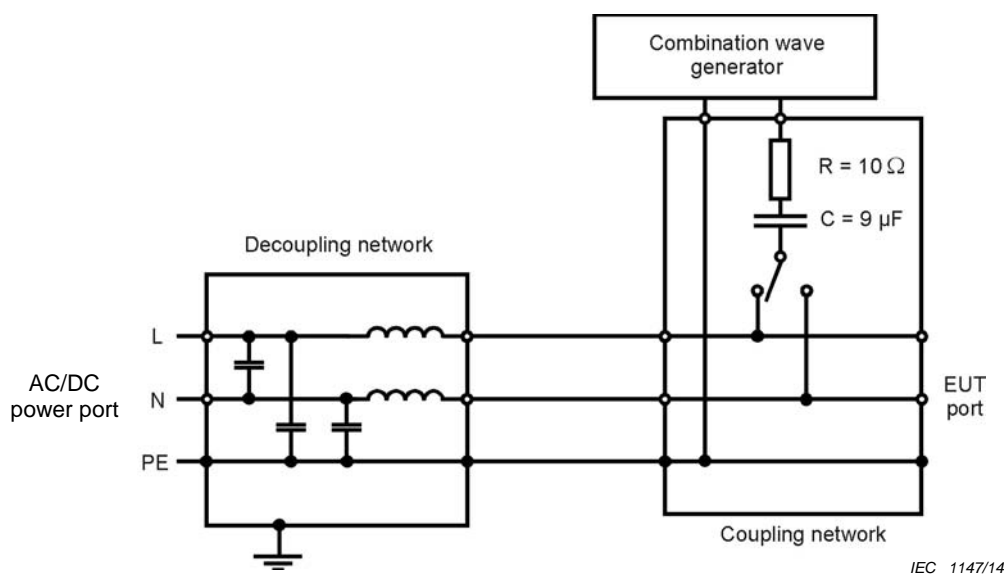 Combination wave
generator
R = 10 Ω
C = 9 µF
Decoupling network
L
AC/DC
power port
N
EUT
port
PE
Coupling network
IEC 1147/14